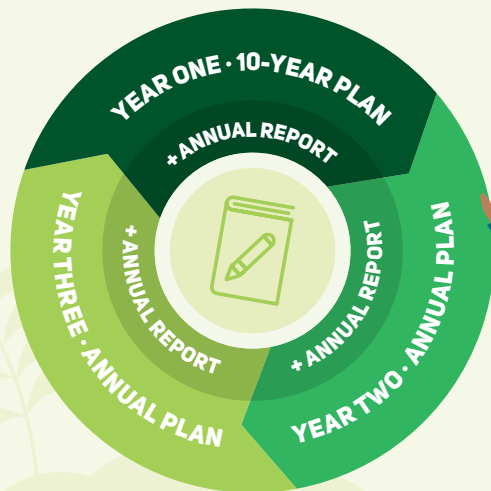 YEAR ONE · 10-YEAR PLAN
+ ANNUAL REPORT
YEAR TWO · ANNUAL PLAN
+ ANNUAL REPORT
YEAR THREE · ANNUAL PLAN
+ ANNUAL REPORT